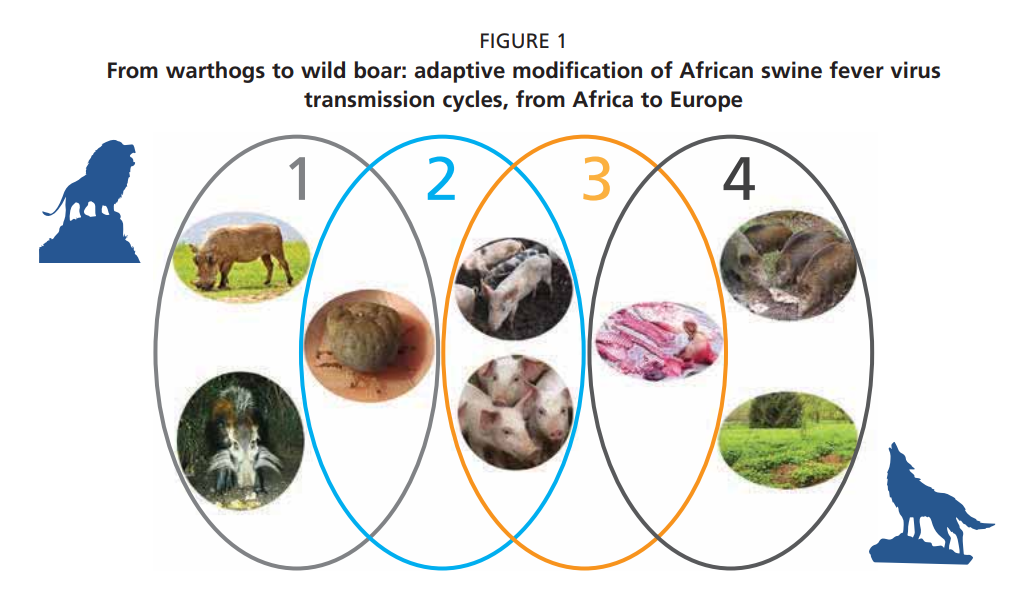 FIGURE 1
From warthogs to wild boar: adaptive modification of African swine fever virus
transmission cycles, from Africa to Europe
1 2 3 4